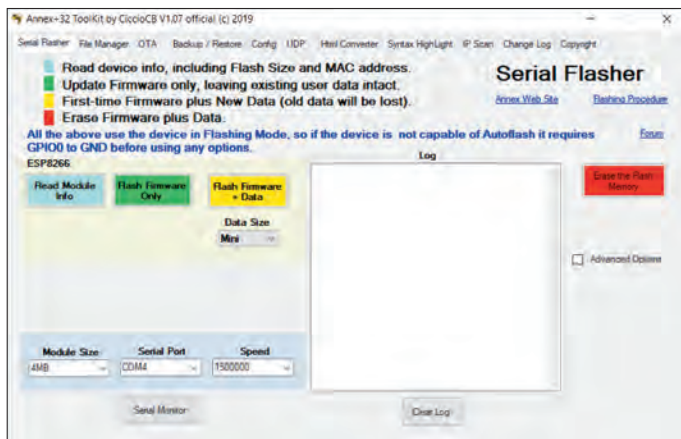 Annex+32 ToolKit by CiccioCB V1.07 official (c) 2019
Serial Flasher File Manager OTA Backup / Restore Config UDP Html Converter Syntax HighLight IP Scan Change Log Copyright
Read device info, including Flash Size and MAC address.
Update Firmware only, leaving existing user data intact.
First-time Firmware plus New Data (old data will be lost).
Erase Firmware plus Data.
Serial Flasher
Annex Web Site Flashing Procedure
All the above use the device in Flashing Mode, so if the device is not capable of Autoflash it requires
GPIO0 to GND before using any options.
Forum
ESP8266
Log
Read Module
Info
Flash Firmware
Only
Flash Firmware
+ Data
Erase the Flash
Memory
Data Size
Mini
Advanced Options
Module Size Serial Port Speed
4MB COM4 1500000
Serial Monitor
Clear Log